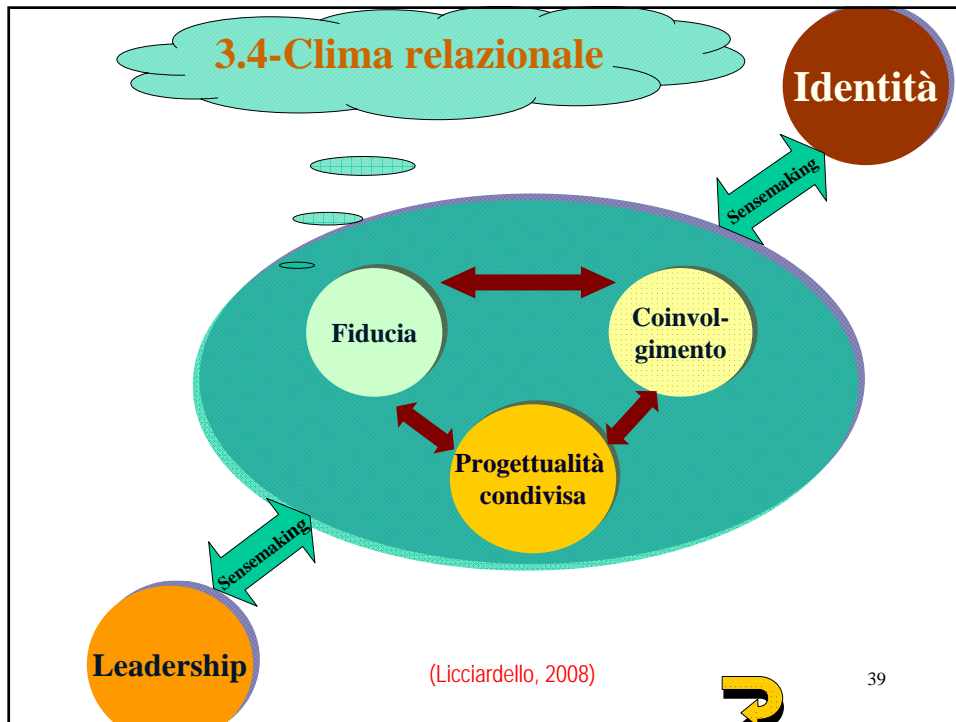 3.4-Clima relazionale
Identità
Sensemaking
Fiducia
Coinvol-
gimento
Progettualità
condivisa
Sensemaking
Leadership
(Licciardello, 2008)
39